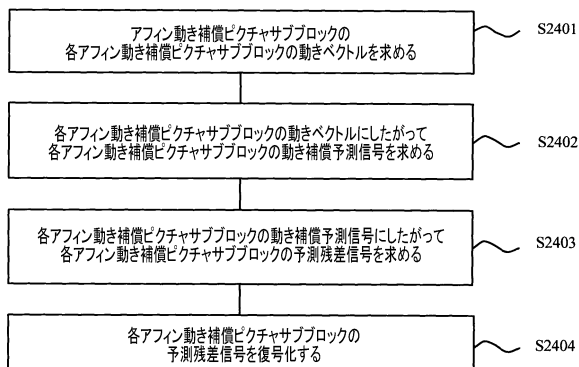 アフィン動き補償ピクチャサブブロックの
各アフィン動き補償ピクチャサブブロックの動きベクトルを求める
S2401
各アフィン動き補償ピクチャサブブロックの動きベクトルにしたがって
各アフィン動き補償ピクチャサブブロックの動き補償予測信号を求める
S2402
各アフィン動き補償ピクチャサブブロックの動き補償予測信号にしたがって
各アフィン動き補償ピクチャサブブロックの予測残差信号を求める
S2403
各アフィン動き補償ピクチャサブブロックの
予測残差信号を復号化する
S2404